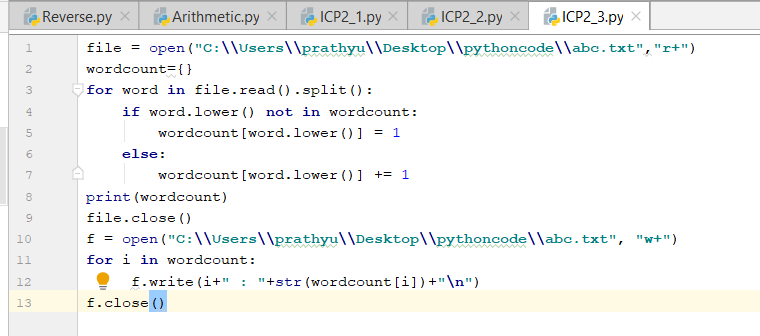 Reverse.py × Arithmetic.py × ICP2_1.py × ICP2_2.py × ICP2_3.py ×
1 file = open("C:\\Users\\prathyu\\Desktop\\pythoncode\\abc.txt","r+")
2 wordcount={}
3 for word in file.read().split():
4     if word.lower() not in wordcount:
5         wordcount[word.lower()] = 1
6     else:
7         wordcount[word.lower()] += 1
8 print(wordcount)
9 file.close()
10 f = open("C:\\Users\\prathyu\\Desktop\\pythoncode\\abc.txt", "w+")
11 for i in wordcount:
12     f.write(i+" : "+str(wordcount[i])+"\n")
13 f.close()